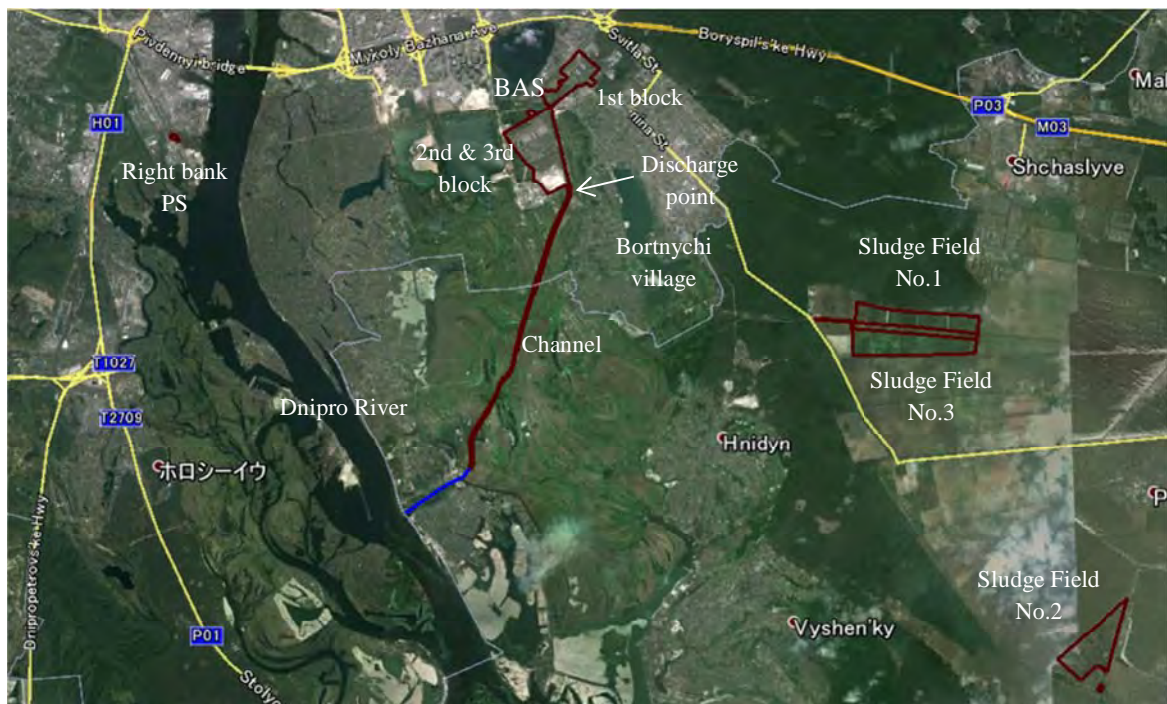 Pivdennyi bridge
Mykoly Bazhana Ave
Svitla St
Boryspil's'ke Hwy
P03
M03
H01
BAS
1st block
Right bank
PS
2nd & 3rd
block
Discharge
point
Shchaslyve
Bortnychi
village
Sludge Field
No.1
Channel
T1027
Dnipro River
Sludge Field
No.3
T2709
Hnidyn
ホロシーイウ
Dnipropetrovs'ke Hwy
Sludge Field
No.2
Vyshen'ky
P01